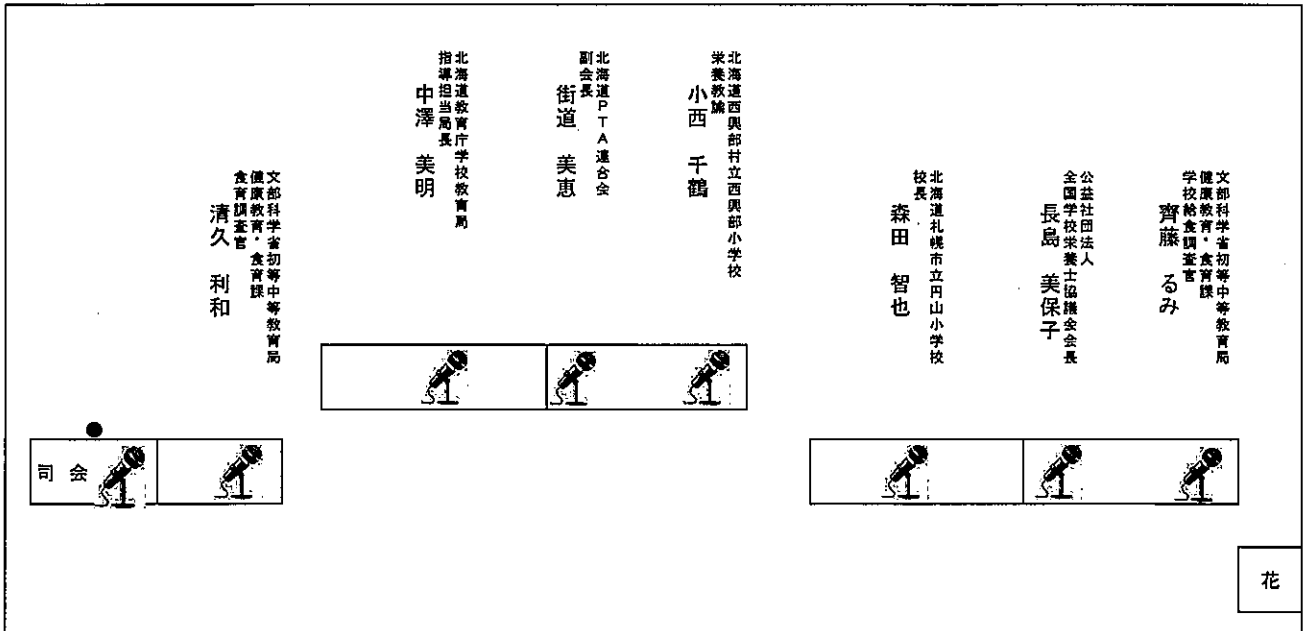 文部科学省初等中等教育局
健康教育・食育課
学校給食調査官
齊藤 るみ
公益社団法人
全国学校栄養士協議会会長
長島 美保子
北海道札幌市立円山小学校
校長
森田 智也
北海道西興部村立西興部小学校
栄養教諭
小西 千鶴
北海道PTA連合会
副会長
街道 美恵
北海道教育庁学校教育局
指導担当局長
中澤 美明
文部科学省初等中等教育局
健康教育・食育課
食育調査官
清久 利和
司 会
花